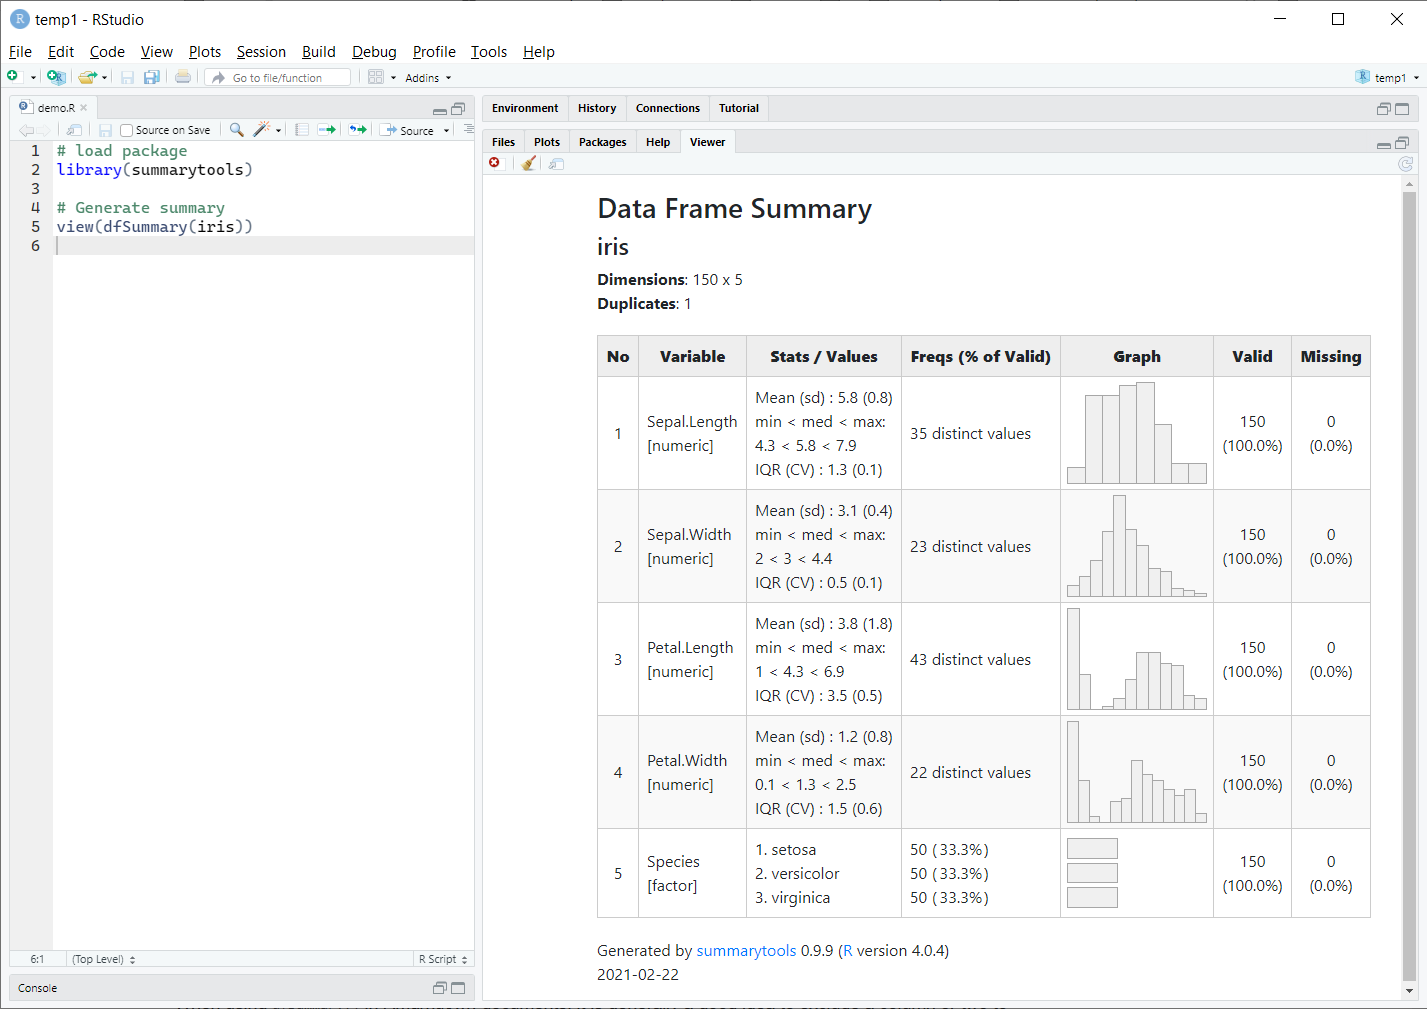 temp1 - RStudio
File Edit Code View Plots Session Build Debug Profile Tools Help
Go to file/function Addins temp1
demo.R
Source on Save Source
1 # load package
2 library(summarytools)
3
4 # Generate summary
5 view(dfSummary(iris))
6
6:1 (Top Level) R Script
Console
Environment History Connections Tutorial
Files Plots Packages Help Viewer
Data Frame Summary
iris
Dimensions: 150 x 5
Duplicates: 1
No Variable Stats / Values Freqs (% of Valid) Graph Valid Missing
1
Sepal.Length
[numeric]
Mean (sd) : 5.8 (0.8)
min < med < max:
4.3 < 5.8 < 7.9
IQR (CV) : 1.3 (0.1)
35 distinct values
150
(100.0%)
0
(0.0%)
2
Sepal.Width
[numeric]
Mean (sd) : 3.1 (0.4)
min < med < max:
2 < 3 < 4.4
IQR (CV) : 0.5 (0.1)
23 distinct values
150
(100.0%)
0
(0.0%)
3
Petal.Length
[numeric]
Mean (sd) : 3.8 (1.8)
min < med < max:
1 < 4.3 < 6.9
IQR (CV) : 3.5 (0.5)
43 distinct values
150
(100.0%)
0
(0.0%)
4
Petal.Width
[numeric]
Mean (sd) : 1.2 (0.8)
min < med < max:
0.1 < 1.3 < 2.5
IQR (CV) : 1.5 (0.6)
22 distinct values
150
(100.0%)
0
(0.0%)
5
Species
[factor]
1. setosa
2. versicolor
3. virginica
50 (33.3%)
50 (33.3%)
50 (33.3%)
150
(100.0%)
0
(0.0%)
Generated by summarytools 0.9.9 (R version 4.0.4)
2021-02-22